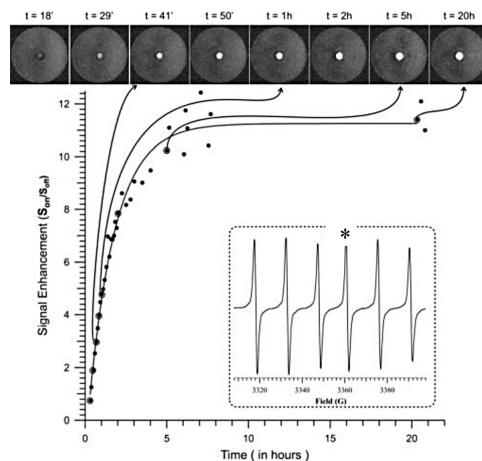 t = 18' t = 29' t = 41' t = 50' t = 1h t = 2h t = 5h t = 20h
12
10
8
6
4
2
0
Signal Enhancement (Son/Soff)
*
3320 3340 3360 3380
Field (G)
0 5 10 15 20
Time ( in hours )